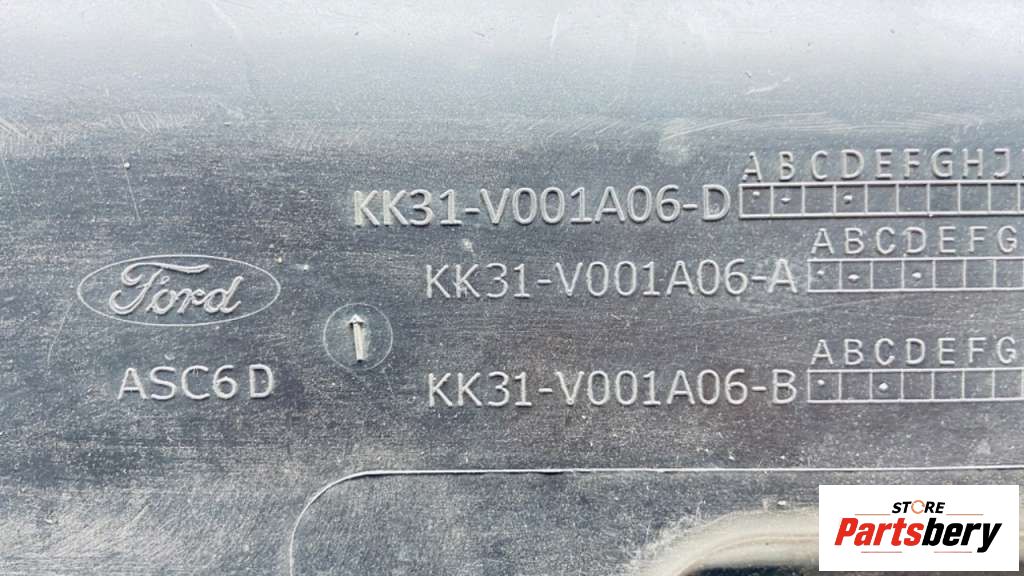 ABCDEFGHJ
KK31-V001A06-D
ABCDEFG
KK31-V001A06-A
Ford
ASC6D
ABCDEFG
KK31-V001A06-B
STORE
Partsbery